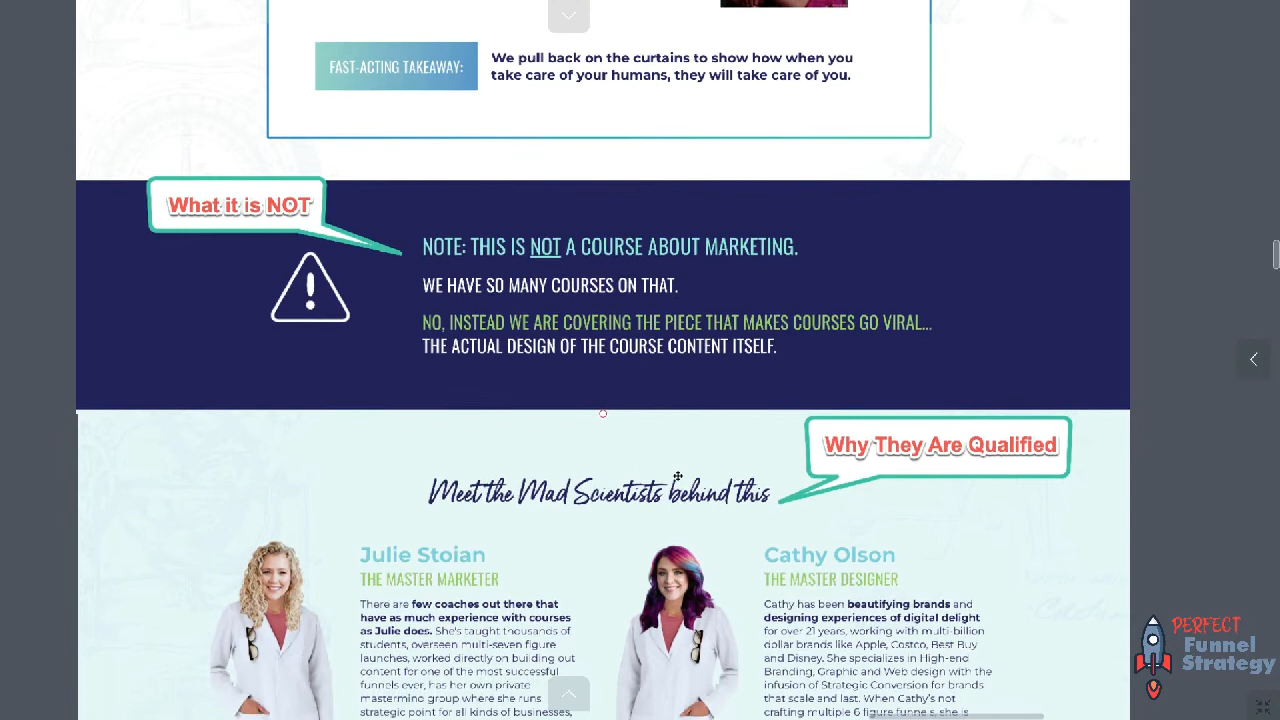 FAST-ACTING TAKEAWAY:
We pull back on the curtains to show how when you
take care of your humans, they will take care of you.
What it is NOT
NOTE: THIS IS NOT A COURSE ABOUT MARKETING.
WE HAVE SO MANY COURSES ON THAT.
NO, INSTEAD WE ARE COVERING THE PIECE THAT MAKES COURSES GO VIRAL...
THE ACTUAL DESIGN OF THE COURSE CONTENT ITSELF.
Why They Are Qualified
Meet the Mad Scientists behind this
Julie Stoian
THE MASTER MARKETER
There are few coaches out there that
have as much experience with courses
as Julie does. She's taught thousands of
students, overseen multi-seven figure
launches, worked directly on building out
content for one of the most successful
funnels ever, has her own private
mastermind group where she runs
strategic point for all kinds of businesses,
Cathy Olson
THE MASTER DESIGNER
Cathy has been beautifying brands and
designing experiences of digital delight
for over 21 years, working with multi-billion
dollar brands like Apple, Costco, Best Buy
and Disney. She specializes in High-end
Branding, Graphic and Web design with the
infusion of Strategic Conversion for brands
that scale and last. When Cathy's not
crafting multiple 6 figure funnels, she is
PERFECT
Funnel
Strategy